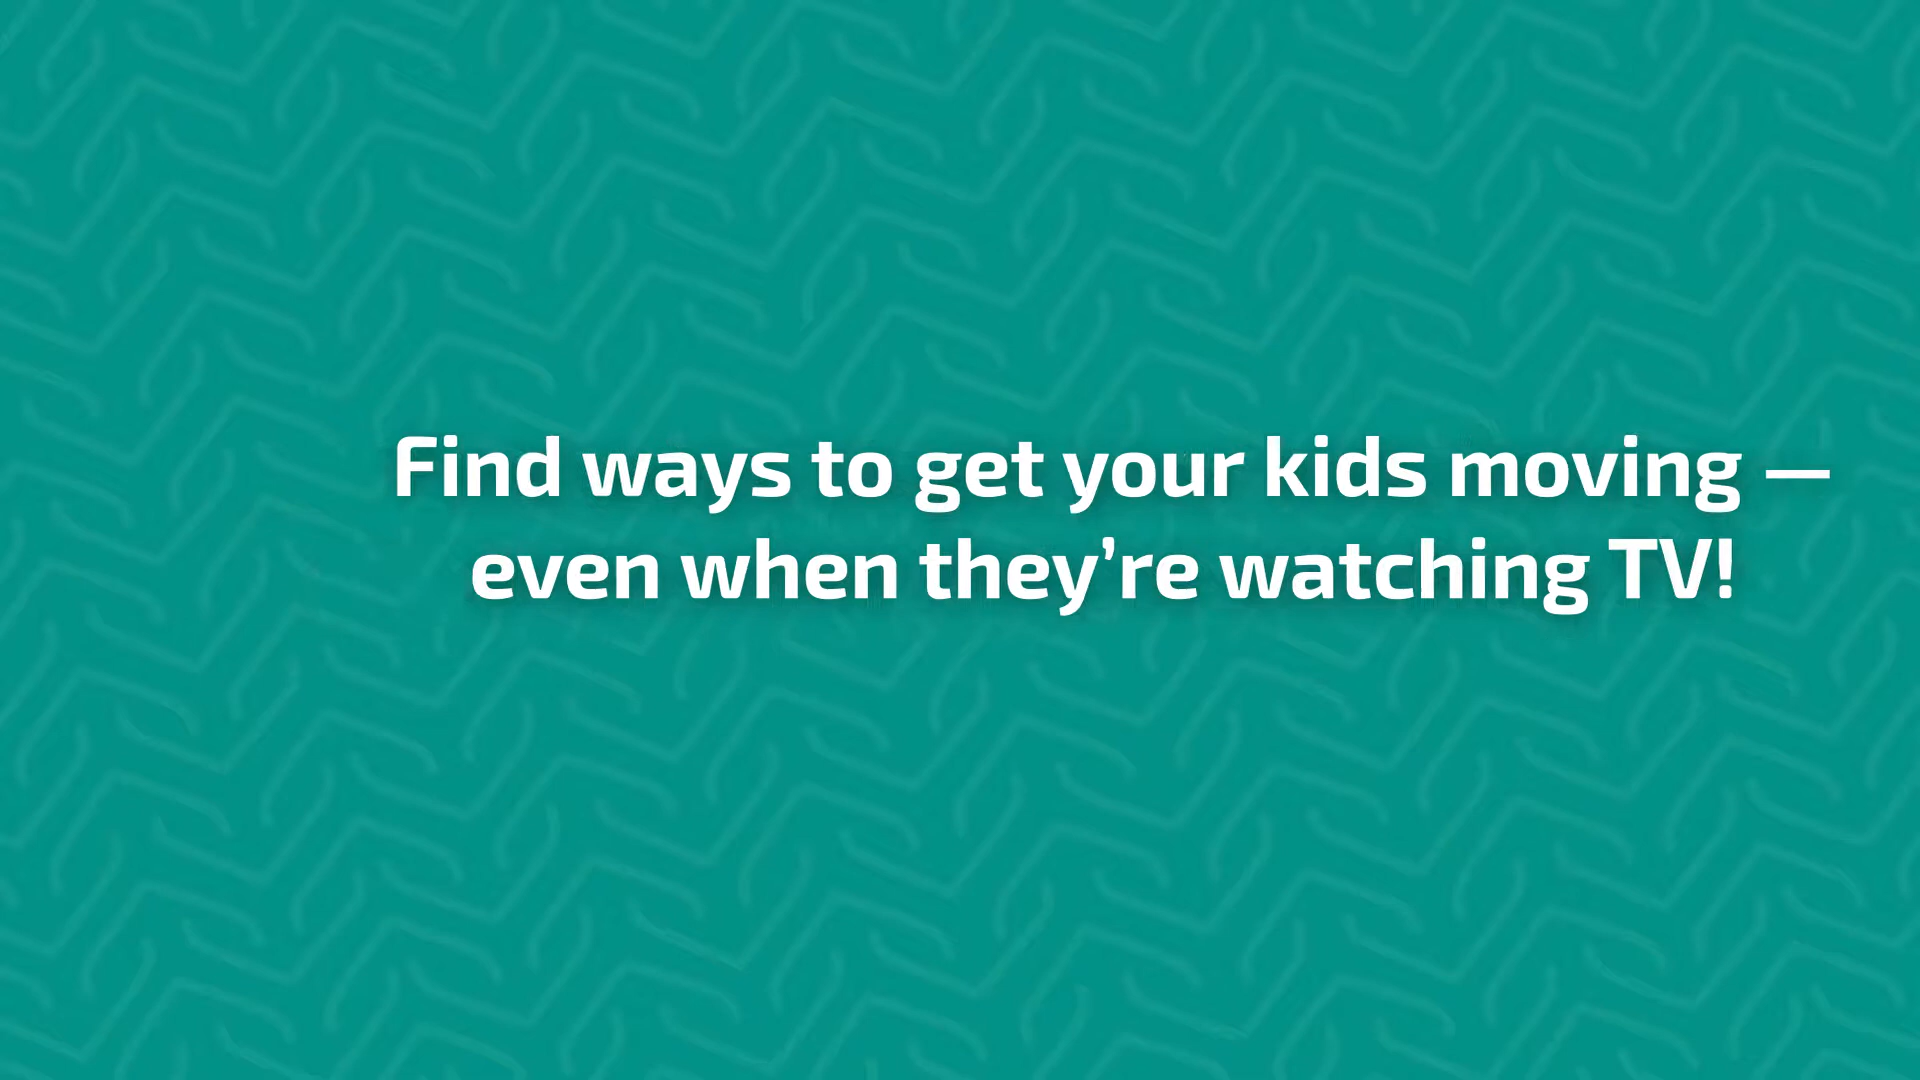 Find ways to get your kids moving —
even when they’re watching TV!